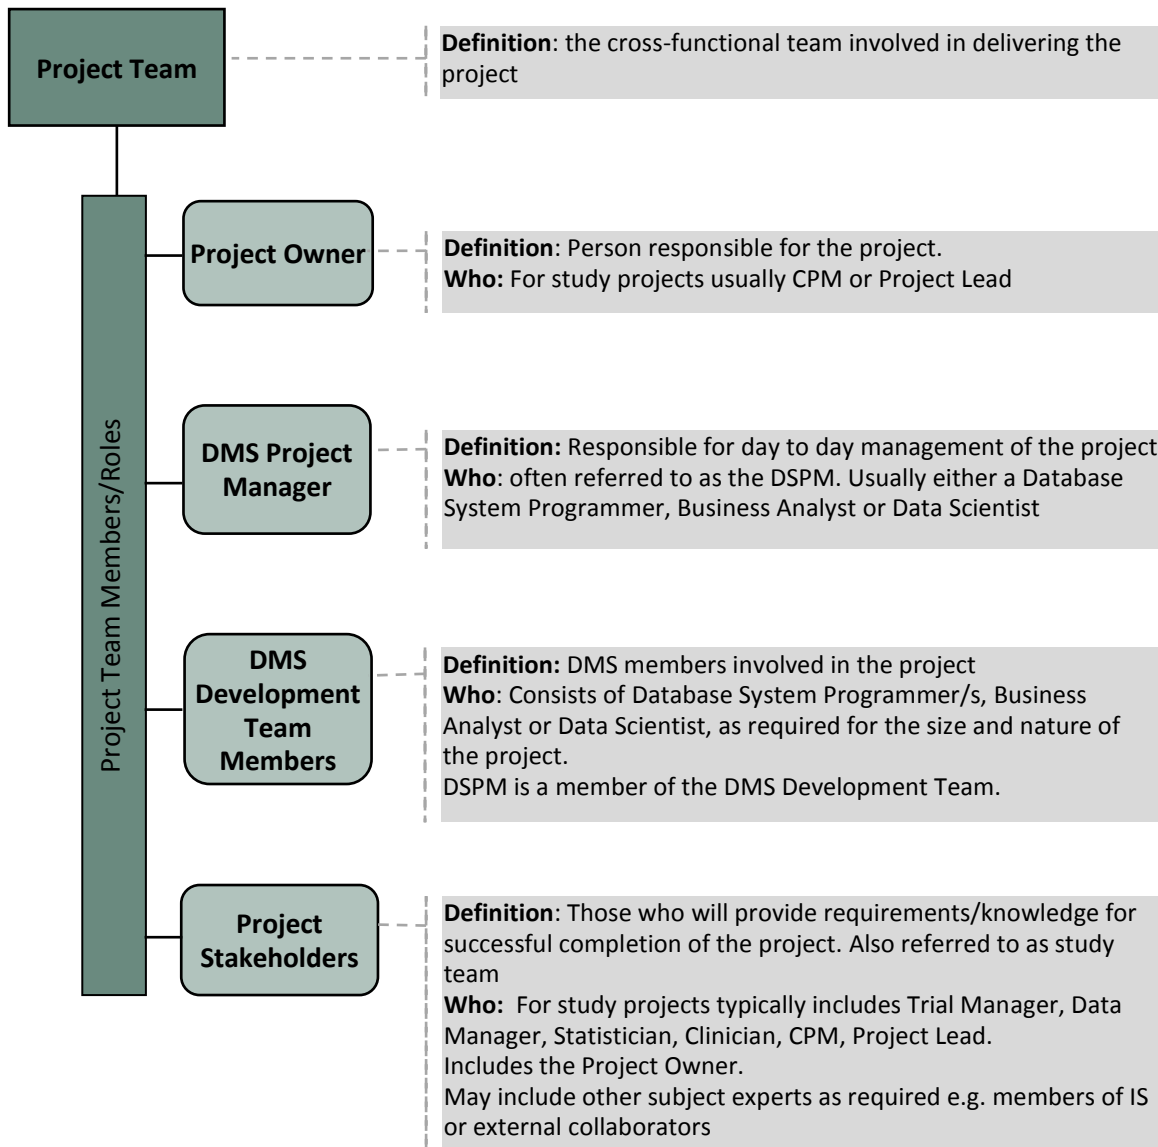 Project Team
Definition: the cross-functional team involved in delivering the
project
Project Team Members/Roles
Project Owner
Definition: Person responsible for the project.
Who: For study projects usually CPM or Project Lead
DMS Project
Manager
Definition: Responsible for day to day management of the project
Who: often referred to as the DSPM. Usually either a Database
System Programmer, Business Analyst or Data Scientist
DMS
Development
Team
Members
Definition: DMS members involved in the project
Who: Consists of Database System Programmer/s, Business
Analyst or Data Scientist, as required for the size and nature of
the project.
DSPM is a member of the DMS Development Team.
Project
Stakeholders
Definition: Those who will provide requirements/knowledge for
successful completion of the project. Also referred to as study
team
Who: For study projects typically includes Trial Manager, Data
Manager, Statistician, Clinician, CPM, Project Lead.
Includes the Project Owner.
May include other subject experts as required e.g. members of IS
or external collaborators